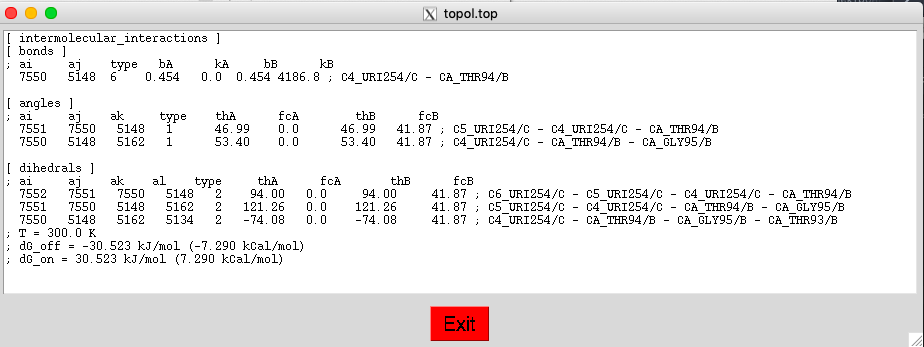 topol.top
[ intermolecular_interactions ]
[ bonds ]
; ai aj type bA kA bB kB
7550 5148 6 0.454 0.0 0.454 4186.8 ; C4_URI254/C - CA_THR94/B
[ angles ]
; ai aj ak type thA fcA thB fcB
7551 7550 5148 1 46.99 0.0 46.99 41.87 ; C5_URI254/C - C4_URI254/C - CA_THR94/B
7550 5148 5162 1 53.40 0.0 53.40 41.87 ; C4_URI254/C - CA_THR94/B - CA_GLY95/B
[ dihedrals ]
; ai aj ak al type thA fcA thB fcB
7552 7551 7550 5148 2 94.00 0.0 94.00 41.87 ; C6_URI254/C - C5_URI254/C - C4_URI254/C - CA_THR94/B
7551 7550 5148 5162 2 121.26 0.0 121.26 41.87 ; C5_URI254/C - C4_URI254/C - CA_THR94/B - CA_GLY95/B
7550 5148 5162 5134 2 -74.08 0.0 -74.08 41.87 ; C4_URI254/C - CA_THR94/B - CA_GLY95/B - CA_THR93/B
; T = 300.0 K
; dG_off = -30.523 kJ/mol (-7.290 kCal/mol)
; dG_on = 30.523 kJ/mol (7.290 kCal/mol)
Exit